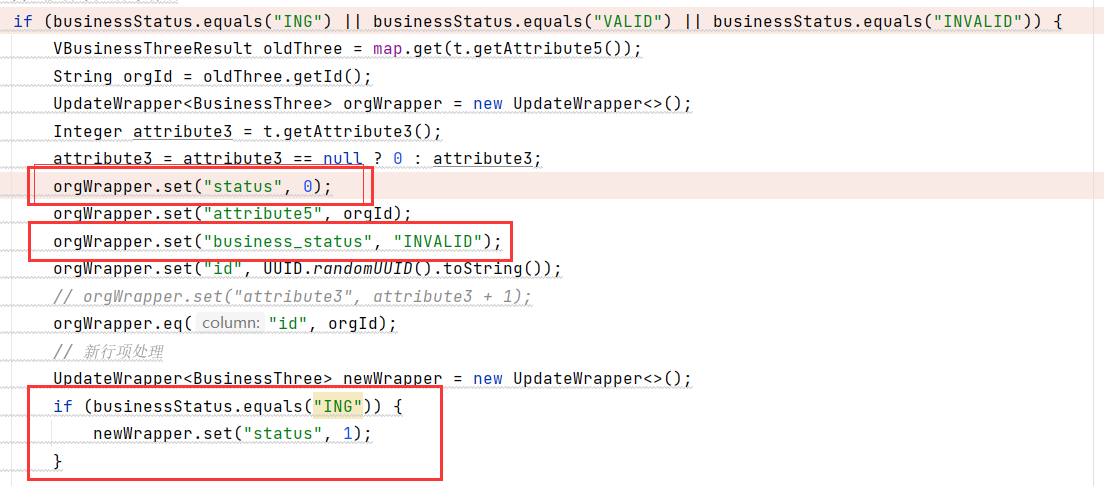 if (businessStatus.equals("ING") || businessStatus.equals("VALID") || businessStatus.equals("INVALID")) {
VBusinessThreeResult oldThree = map.get(t.getAttribute5());
String orgId = oldThree.getId();
UpdateWrapper<BusinessThree> orgWrapper = new UpdateWrapper<>();
Integer attribute3 = t.getAttribute3();
attribute3 = attribute3 == null ? 0 : attribute3;
orgWrapper.set("status", 0);
orgWrapper.set("attribute5", orgId);
orgWrapper.set("business_status", "INVALID");
orgWrapper.set("id", UUID.randomUUID().toString());
// orgWrapper.set("attribute3", attribute3 + 1);
orgWrapper.eq( column: "id", orgId);
// 新行项处理
UpdateWrapper<BusinessThree> newWrapper = new UpdateWrapper<>();
if (businessStatus.equals("ING")) {
newWrapper.set("status", 1);
}